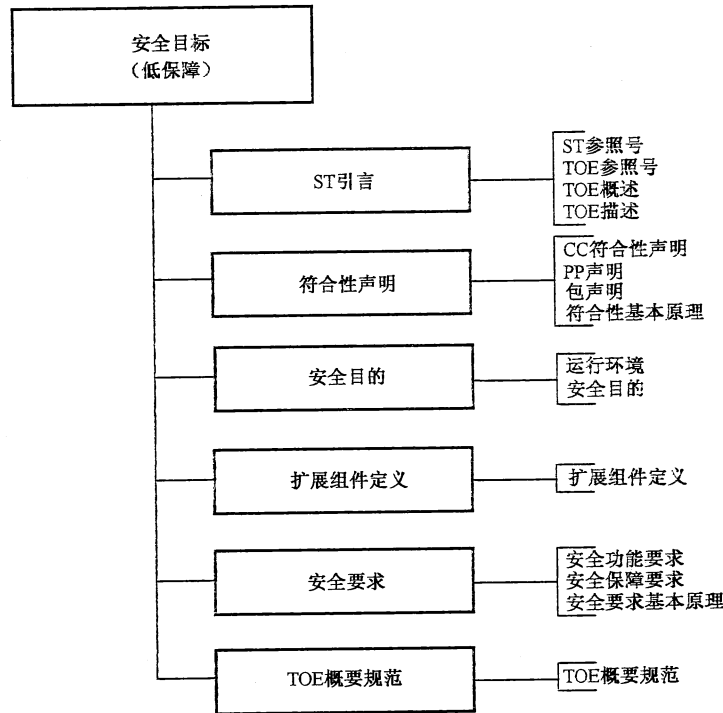 安全目标
（低保障）
ST引言
ST参照号
TOE参照号
TOE概述
TOE描述
符合性声明
CC符合性声明
PP声明
包声明
符合性基本原理
安全目的
运行环境
安全目的
扩展组件定义
扩展组件定义
安全要求
安全功能要求
安全保障要求
安全要求基本原理
TOE概要规范
TOE概要规范